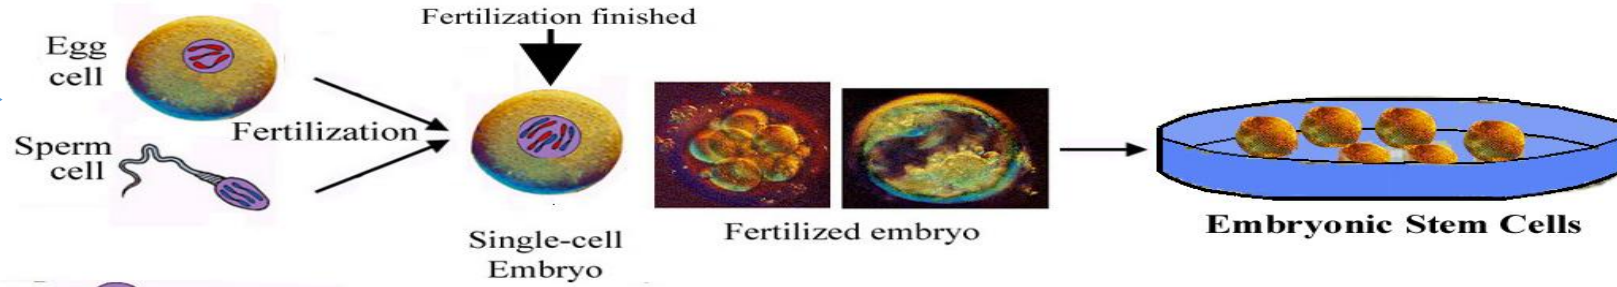 Fertilization finished
Egg
cell
Fertilization
Sperm
cell
Single-cell
Embryo
Fertilized embryo
Embryonic Stem Cells